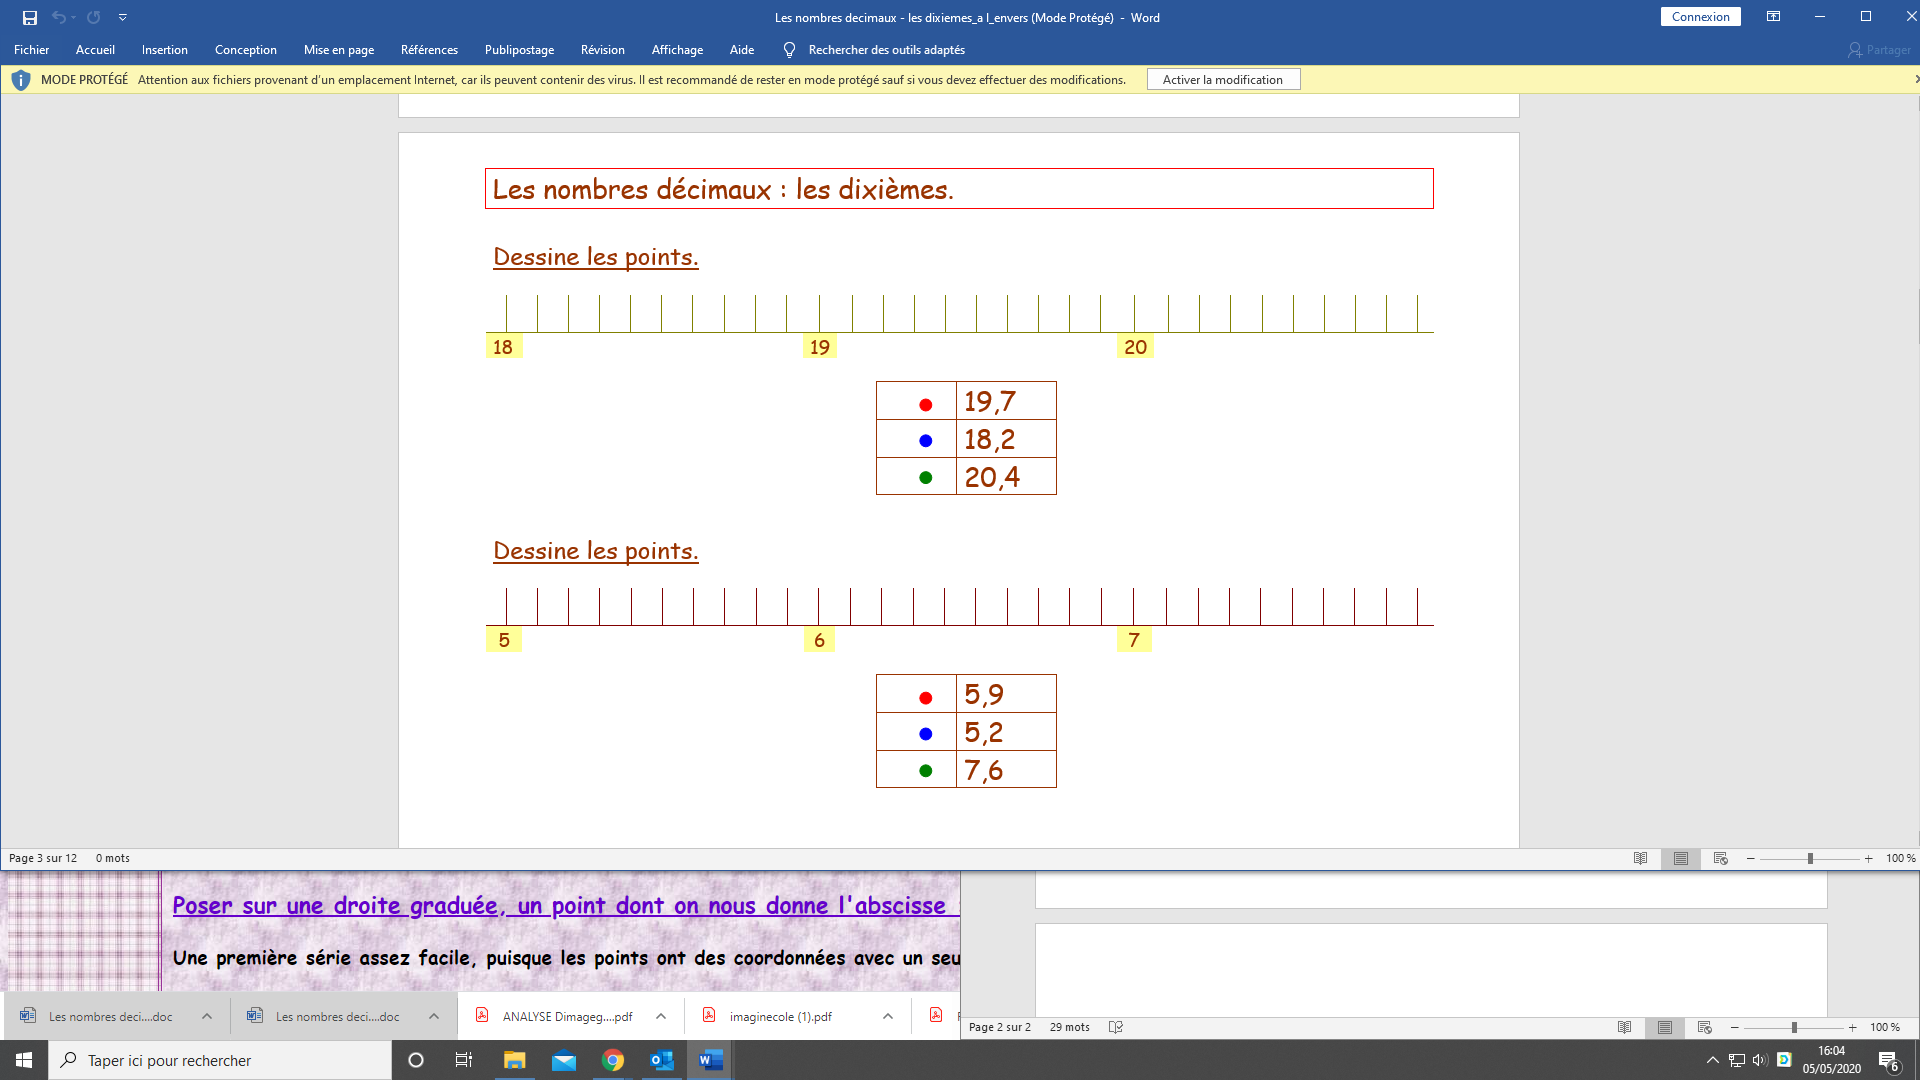 Les nombres decimaux - les dixiemes_a l_envers (Mode Protégé) - Word
Connexion
Fichier Accueil Insertion Conception Mise en page Références Publipostage Révision Affichage Aide Rechercher des outils adaptés Partager
MODE PROTÉGÉ Attention aux fichiers provenant d'un emplacement Internet, car ils peuvent contenir des virus. Il est recommandé de rester en mode protégé sauf si vous devez effectuer des modifications. Activer la modification
Les nombres décimaux : les dixièmes.
Dessine les points.
18 19 20
19,7
18,2
20,4
Dessine les points.
5 6 7
5,9
5,2
7,6
Page 3 sur 12 0 mots 100 %
Poser sur une droite graduée, un point dont on nous donne l'abscisse :
Une première série assez facile, puisque les points ont des coordonnées avec un seu
Les nombres deci....doc Les nombres deci....doc ANALYSE Dimageg....pdf imaginecole (1).pdf
Page 2 sur 2 29 mots 100 %
Taper ici pour rechercher
16:04
05/05/2020
6